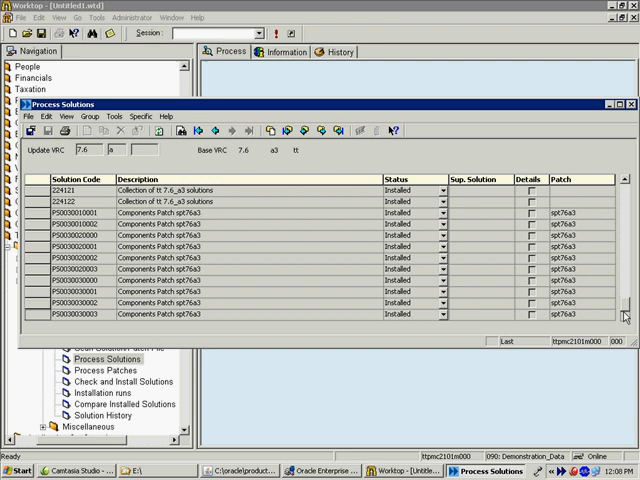 Worktop - [Untitled1.wtd]
File Edit View Go Tools Administrator Window Help
Session:
Navigation
Process Information History
People
Financials
Taxation
Process Solutions
File Edit View Group Tools Specific Help
Update VRC 7.6 a Base VRC 7.6 a3 tt
Solution Code Description Status Sup. Solution Details Patch
224121 Collection of tt 7.6_a3 solutions Installed
224122 Collection of tt 7.6_a3 solutions Installed
PS0030010001 Components Patch spt76a3 Installed spt76a3
PS0030010002 Components Patch spt76a3 Installed spt76a3
PS0030020000 Components Patch spt76a3 Installed spt76a3
PS0030020001 Components Patch spt76a3 Installed spt76a3
PS0030020002 Components Patch spt76a3 Installed spt76a3
PS0030020003 Components Patch spt76a3 Installed spt76a3
PS0030030000 Components Patch spt76a3 Installed spt76a3
PS0030030001 Components Patch spt76a3 Installed spt76a3
PS0030030002 Components Patch spt76a3 Installed spt76a3
PS0030030003 Components Patch spt76a3 Installed spt76a3
Last ttpmc2101m000 000
Process Solutions
Process Patches
Check and Install Solutions
Installation runs
Compare Installed Solutions
Solution History
Miscellaneous
Ready ttpmc2101m000 090: Demonstration_Data Online
Start Camtasia Studio - ... E:\ C:\oracle\product... Oracle Enterprise ... Worktop - [Untitle... Process Solutions 12:08 PM